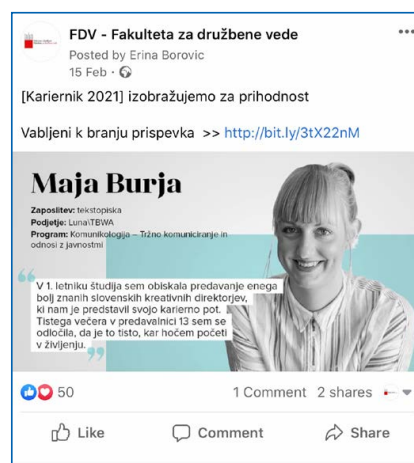 FDV - Fakulteta za družbene vede
Posted by Erina Borovic
15 Feb ·
[Kariernik 2021] izobražujemo za prihodnost
Vabljeni k branju prispevka >> http://bit.ly/3tX22nM
Maja Burja
Zaposlitev: tekstopiska
Podjetje: Luna\TBWA
Program: Komunikologija – Tržno komuniciranje in
odnosi z javnostmi
“
V 1. letniku študija sem obiskala predavanje enega
bolj znanih slovenskih kreativnih direktorjev,
ki nam je predstavil svojo karierno pot.
Tistega večera v predavalnici 13 sem se
odločila, da je to tisto, kar hočem početi
v življenju.
”
50
1 Comment 2 shares
Like Comment Share